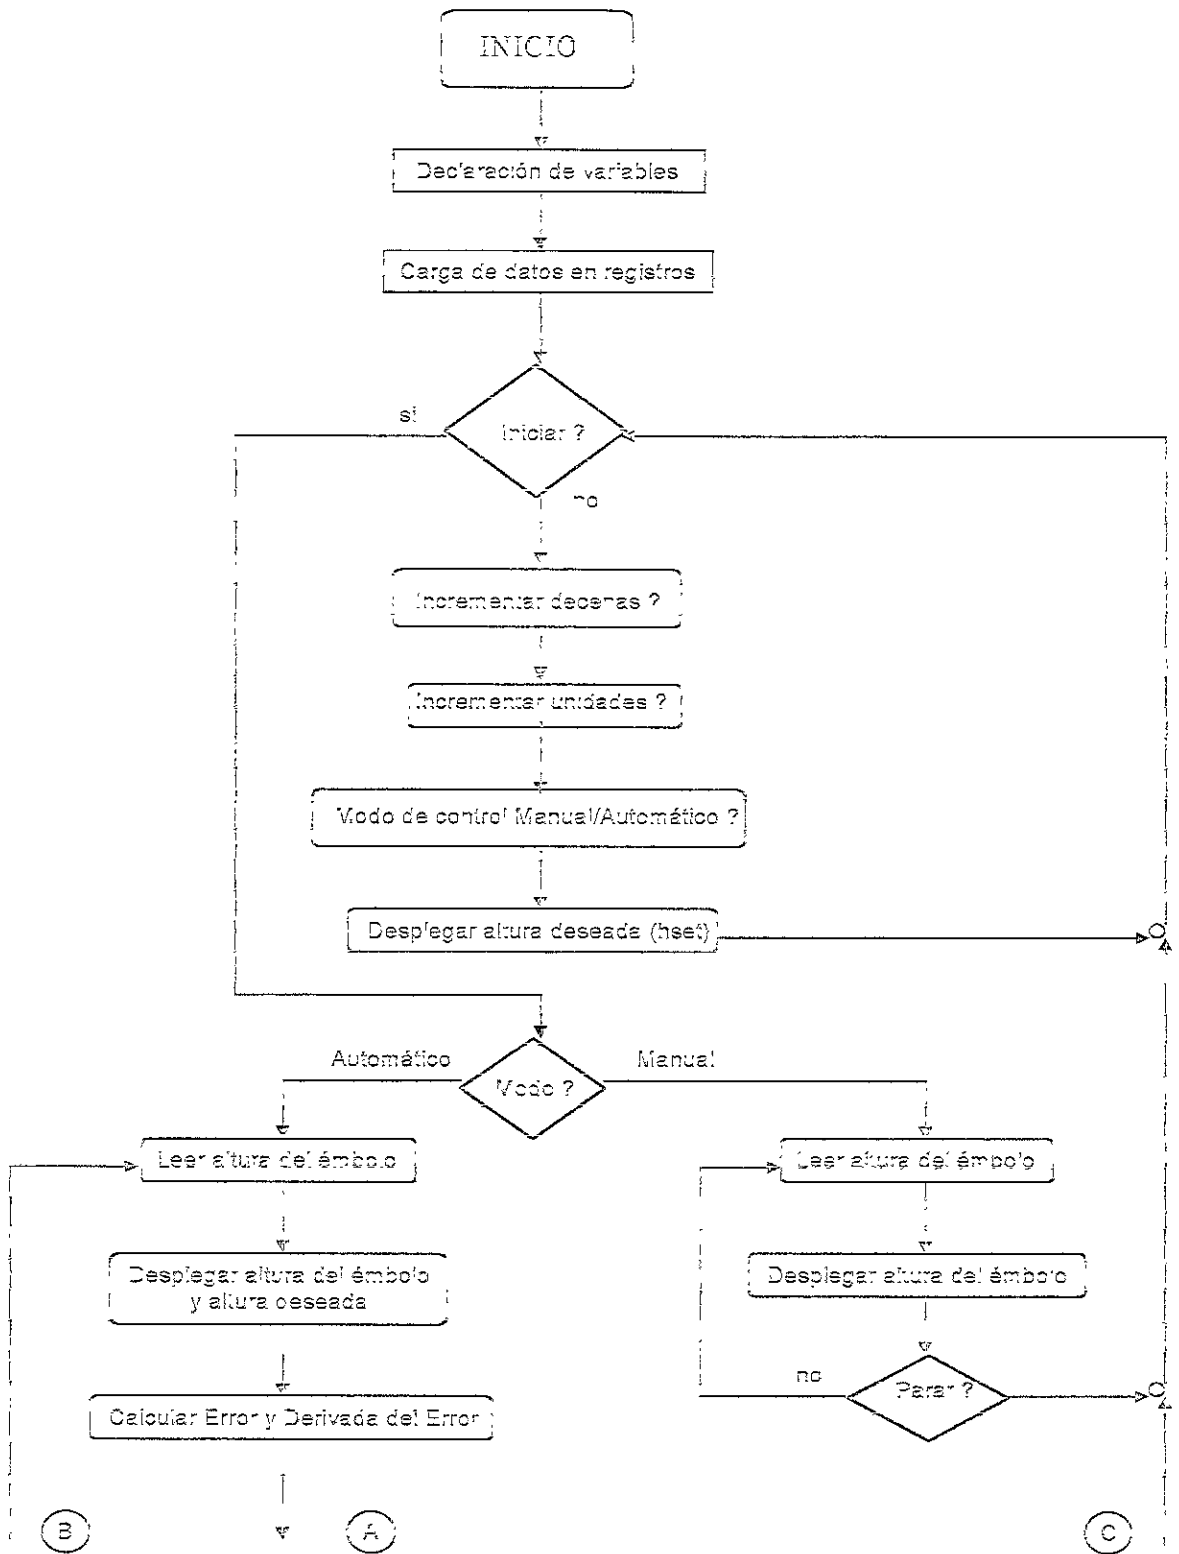 INICIO
Declaración de variables
Carga de datos en registros
si
Iniciar ?
no
Incrementar decenas ?
Incrementar unidades ?
Modo de control Manual/Automático ?
Desplegar altura deseada (hset)
Automático
Manual
Modo ?
Leer altura del émbolo
Leer altura del émbolo
Desplegar altura del émbolo
y altura deseada
Desplegar altura del émbolo
no
Parar ?
Calcular Error y Derivada del Error
B
A
C